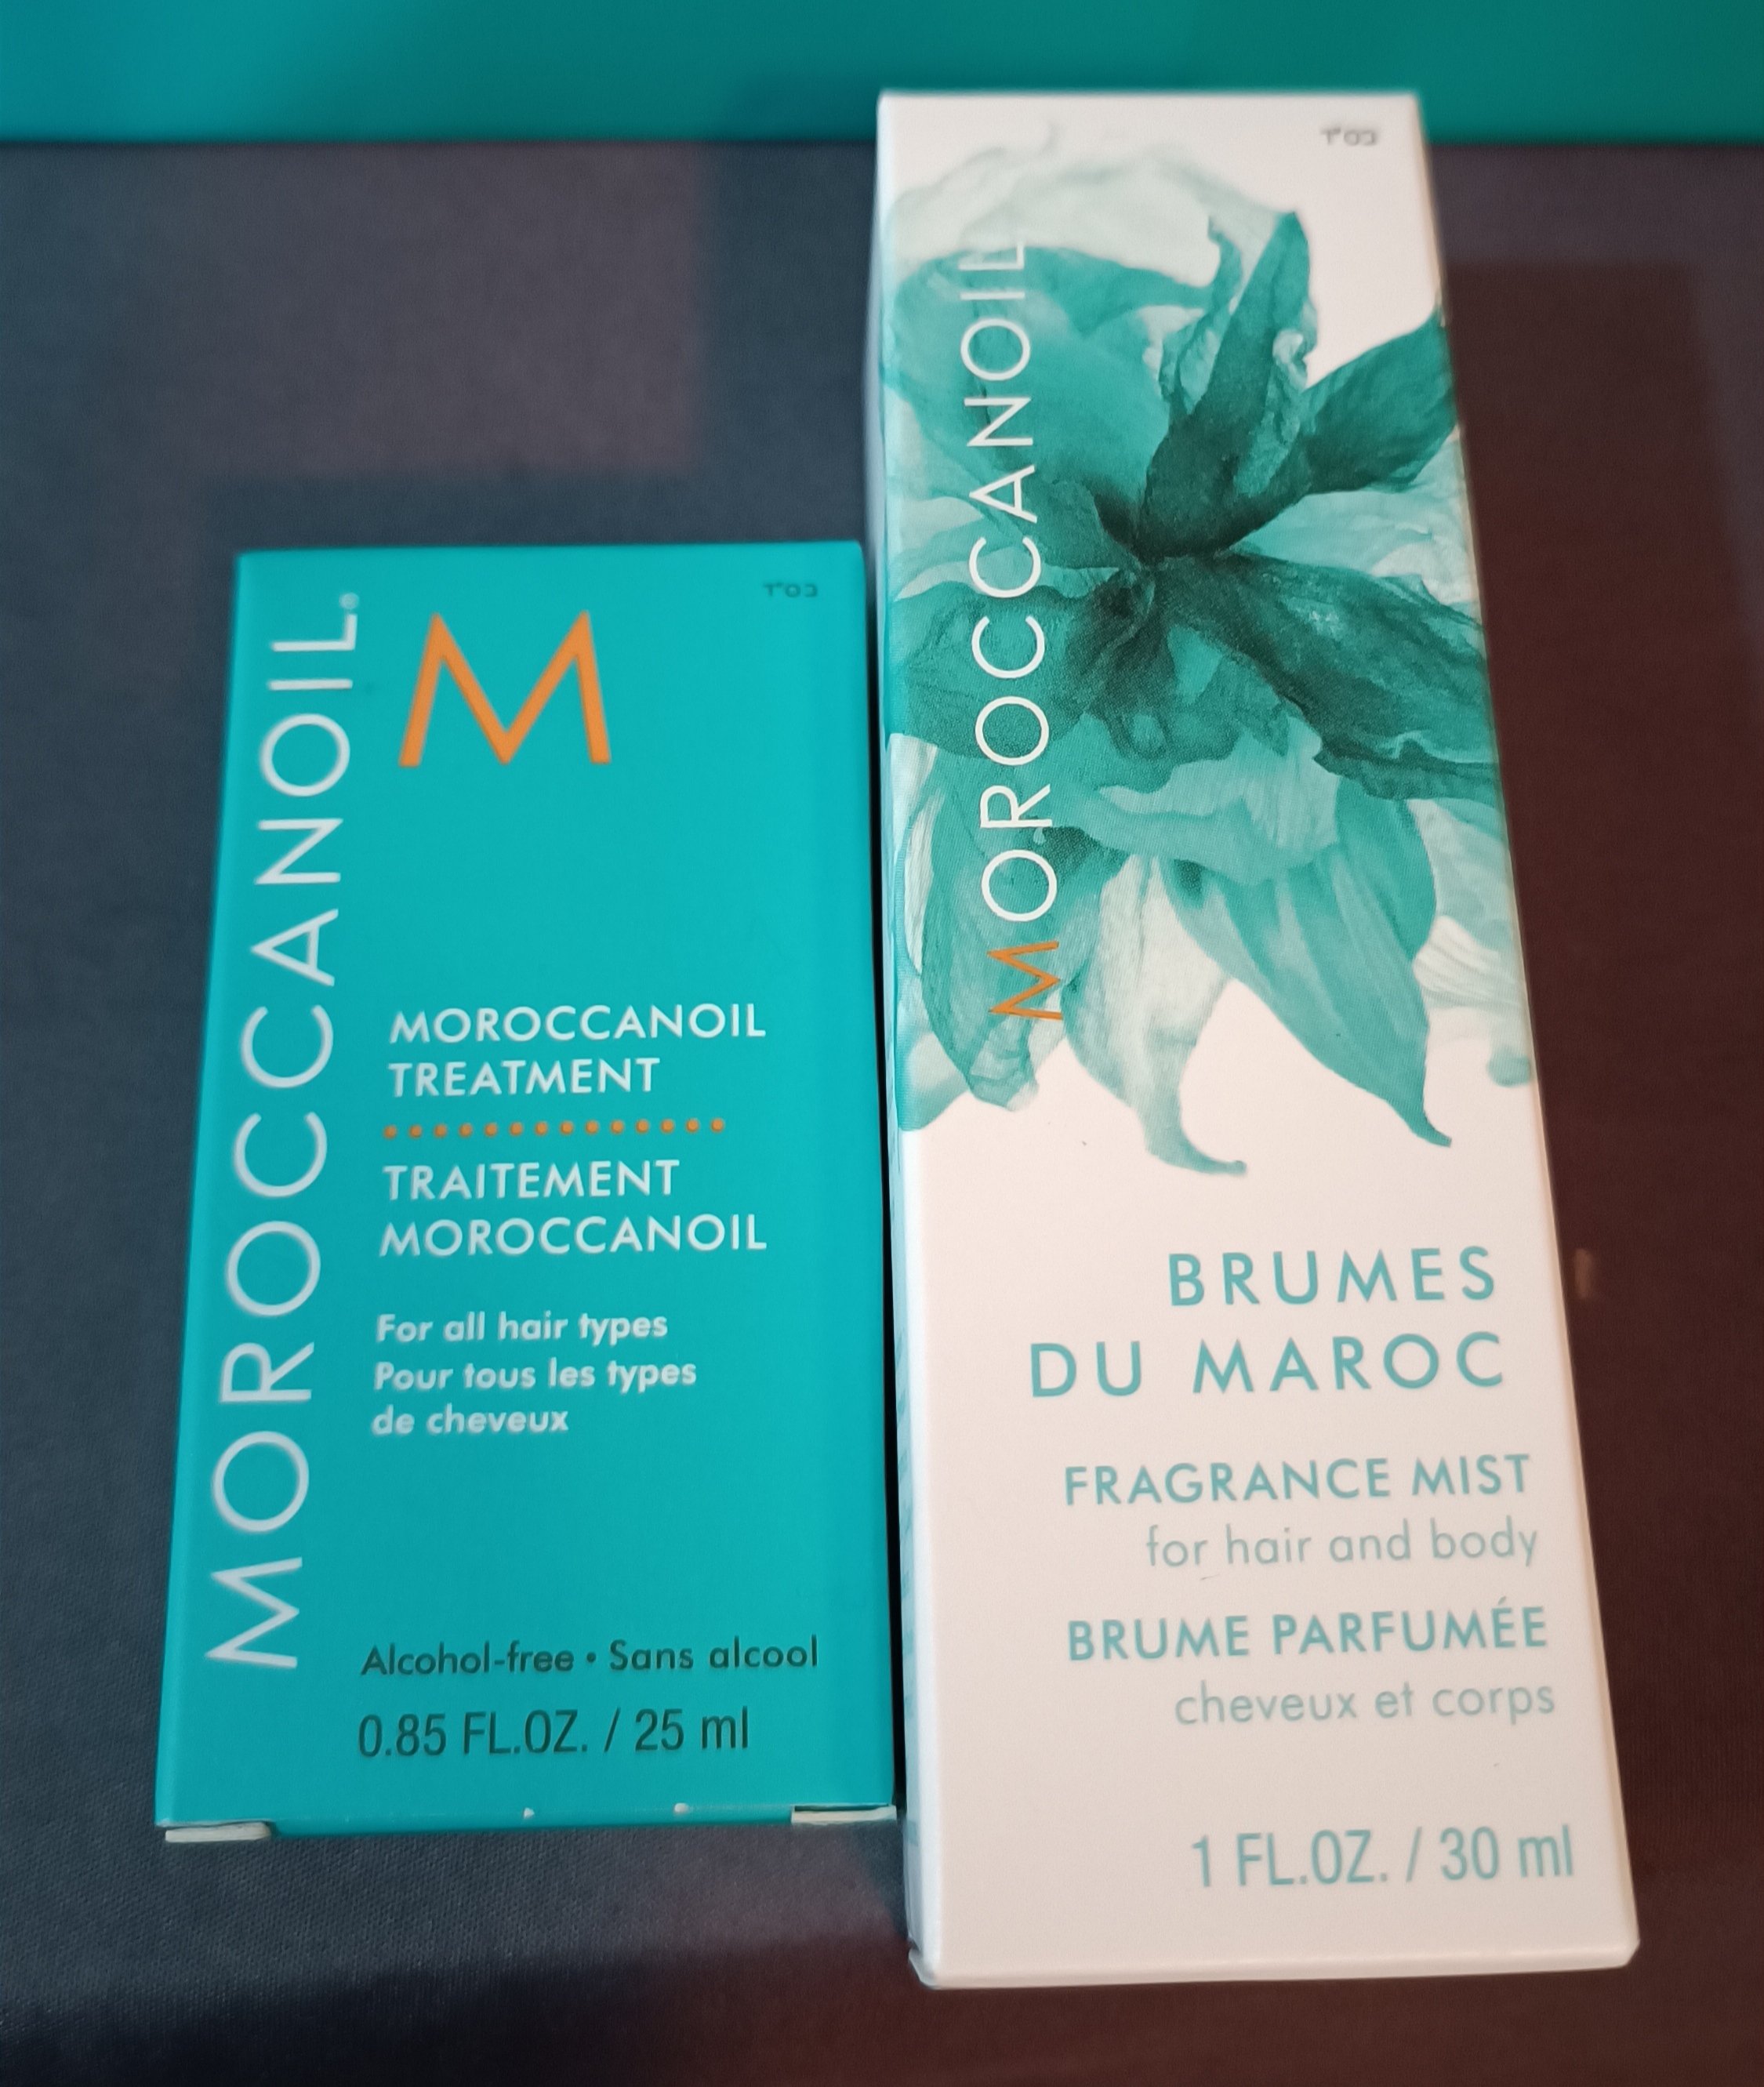 MOROCCANOIL®
M
MOROCCANOIL
TREATMENT
TRAITEMENT
MOROCCANOIL
For all hair types
Pour tous les types
de cheveux
Alcohol-free • Sans alcool
0.85 FL.OZ. / 25 ml
MOROCCANOIL
BRUMES
DU MAROC
FRAGRANCE MIST
for hair and body
BRUME PARFUMÉE
cheveux et corps
1 FL.OZ. / 30 ml